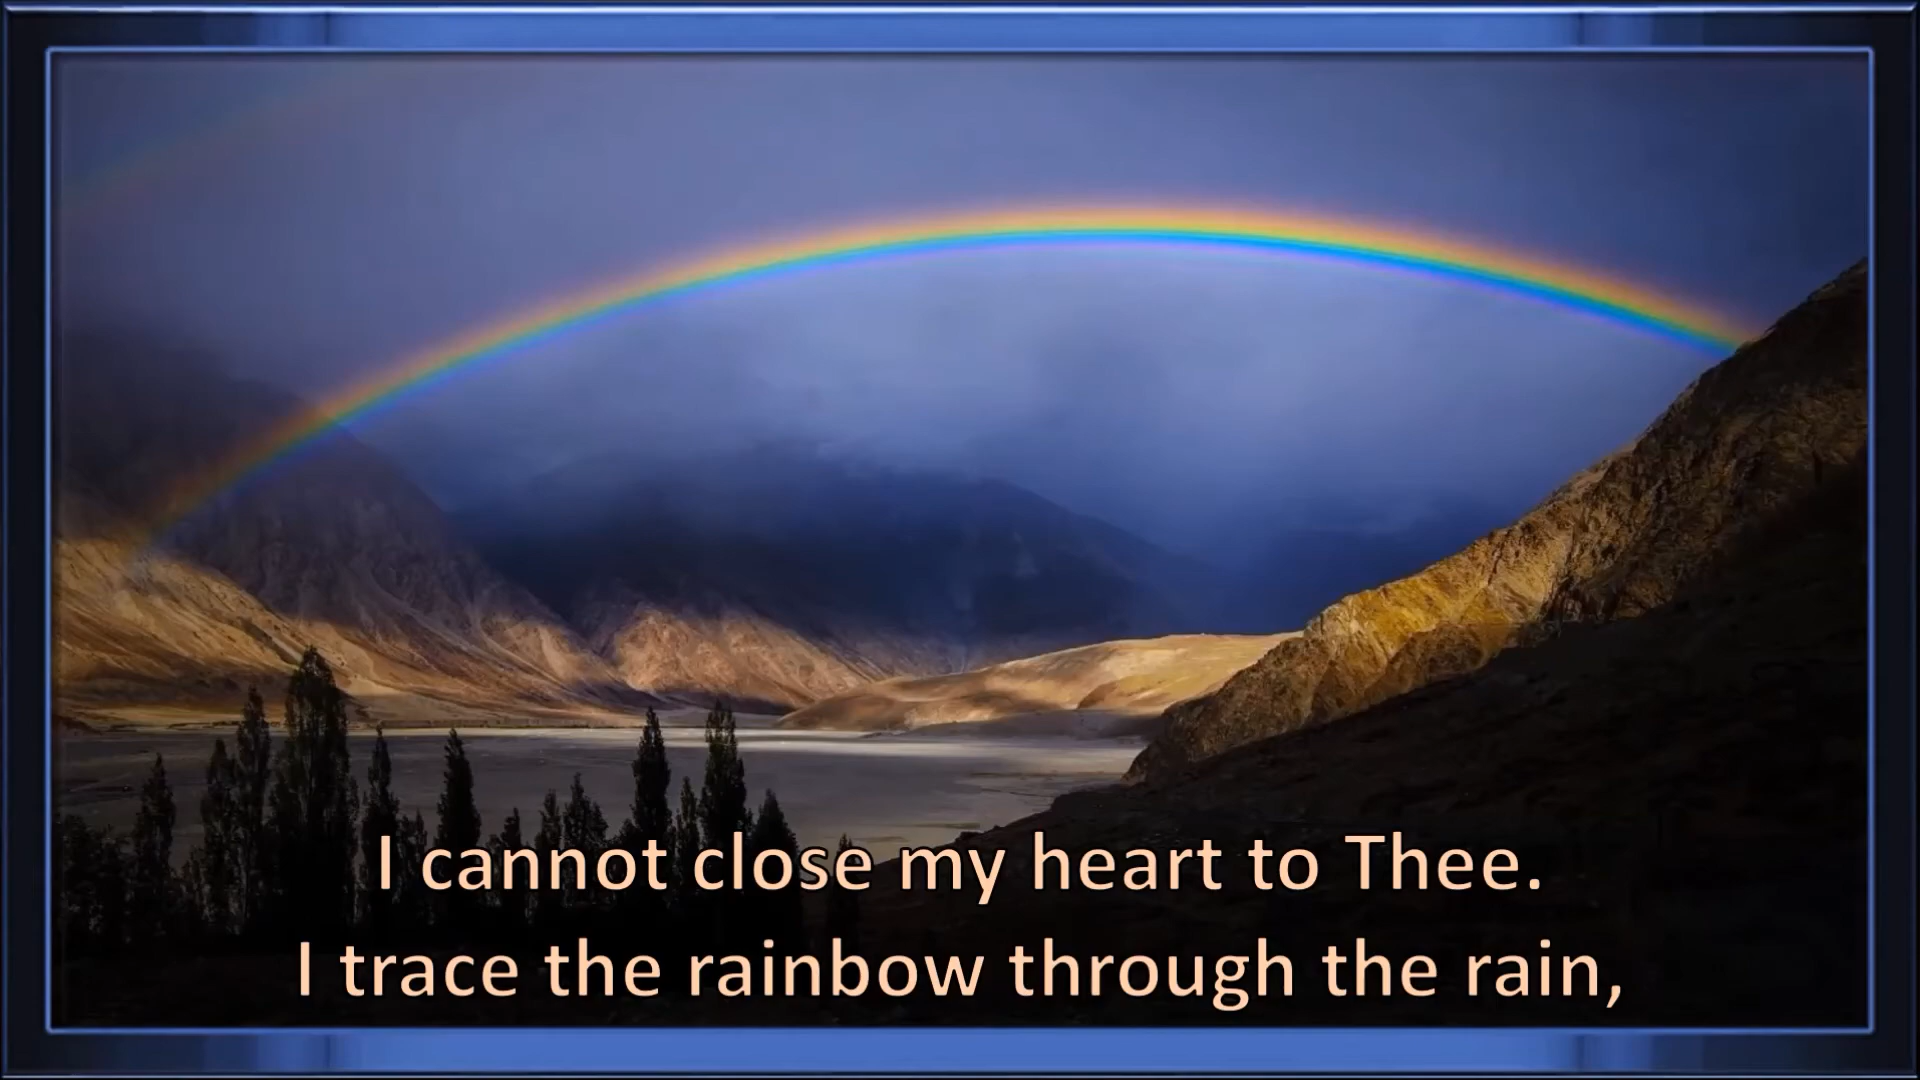 I cannot close my heart to Thee.
I trace the rainbow through the rain,